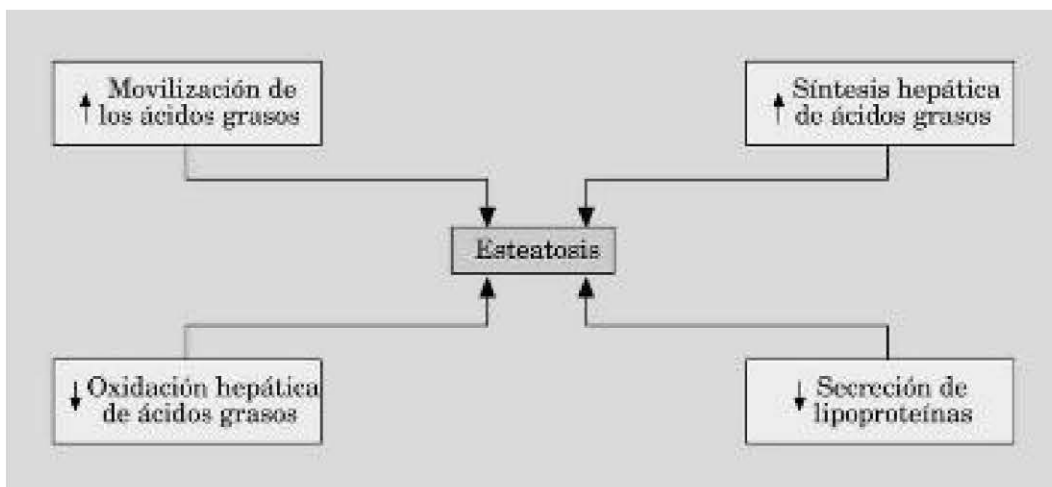 ↑ Movilización de
los ácidos grasos
↑ Síntesis hepática
de ácidos grasos
Esteatosis
↓ Oxidación hepática
de ácidos grasos
↓ Secreción de
lipoproteínas